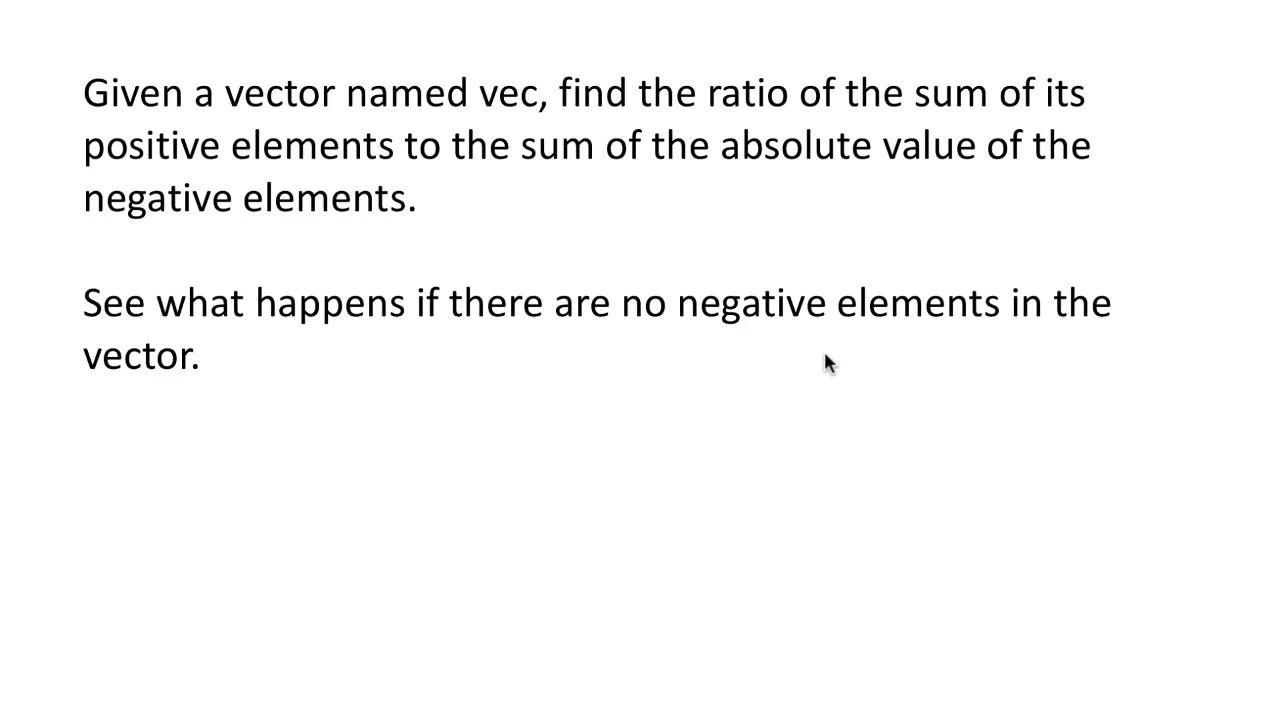 Given a vector named vec, find the ratio of the sum of its
positive elements to the sum of the absolute value of the
negative elements.
See what happens if there are no negative elements in the
vector.